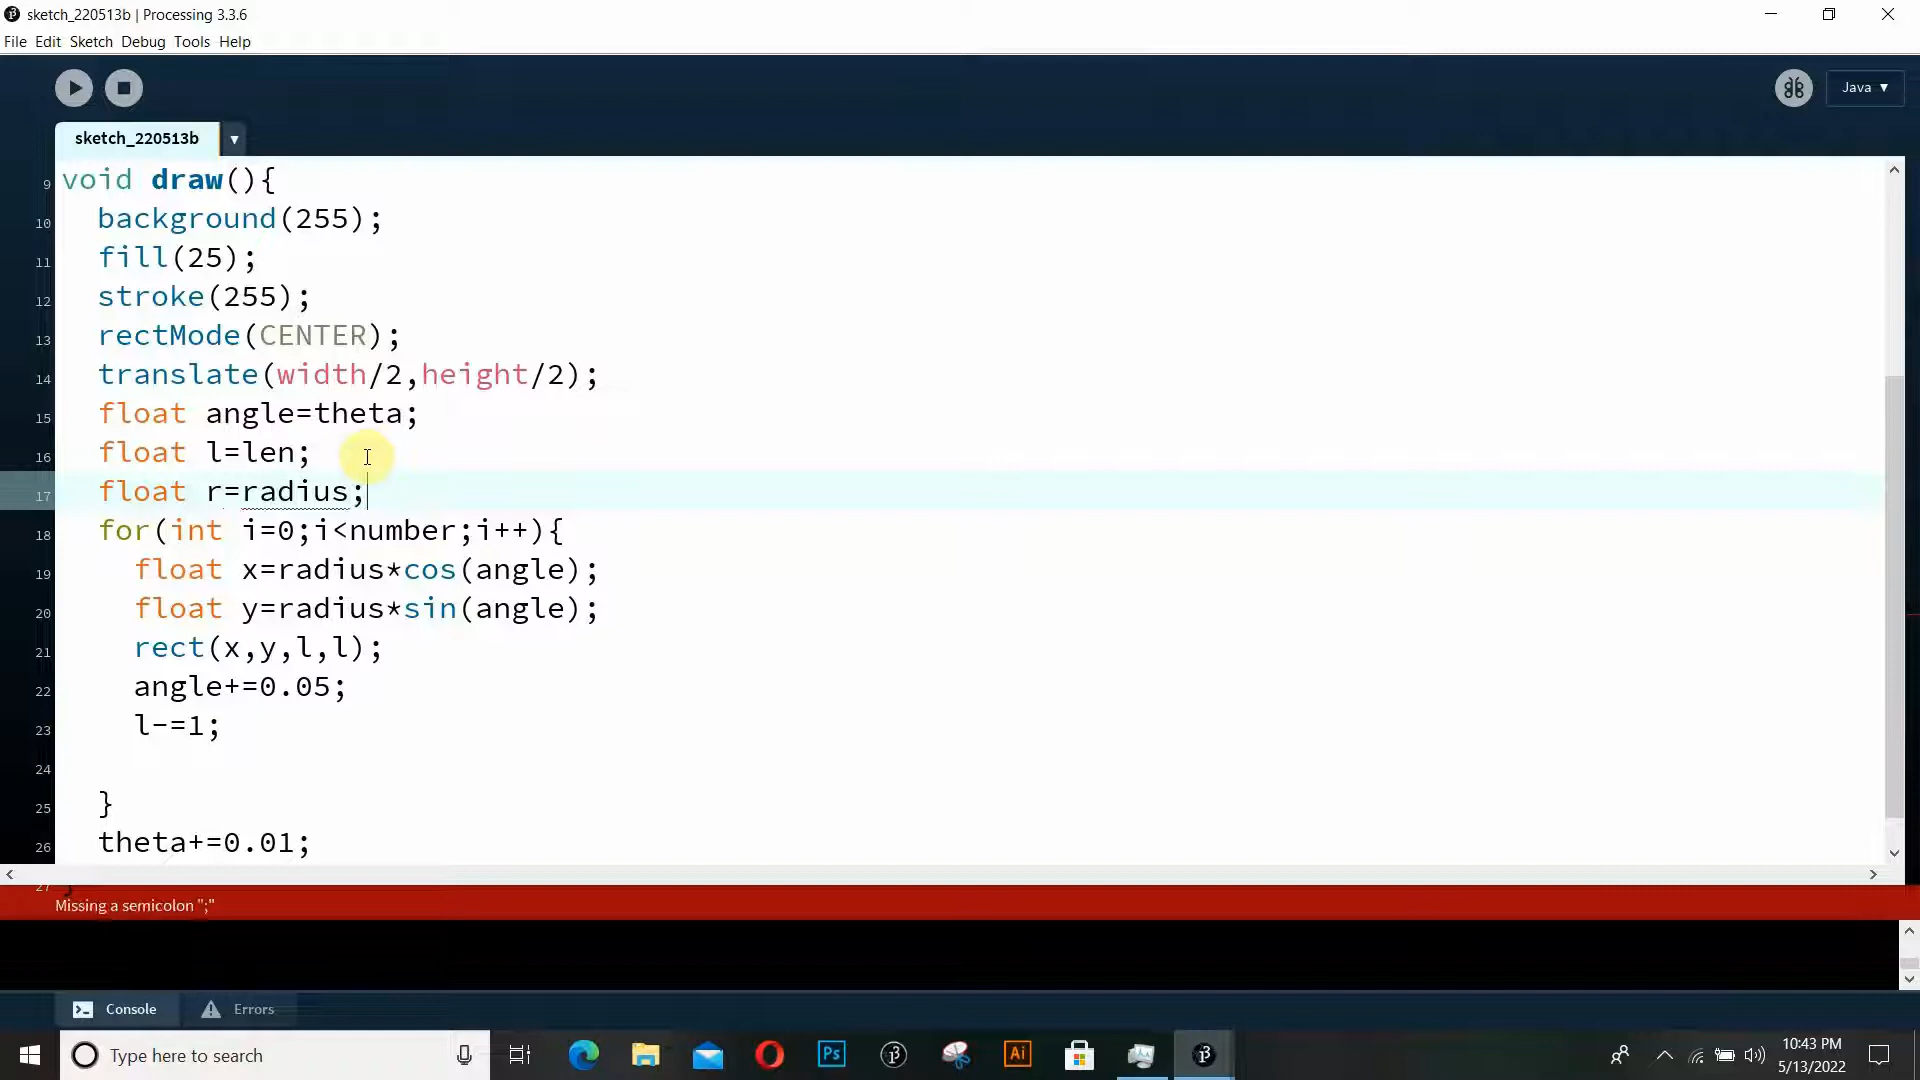 sketch_220513b | Processing 3.3.6
File Edit Sketch Debug Tools Help
Java ▼
sketch_220513b ▼
9 void draw(){
10 background(255);
11 fill(25);
12 stroke(255);
13 rectMode(CENTER);
14 translate(width/2,height/2);
15 float angle=theta;
16 float l=len;
17 float r=radius;
18 for(int i=0;i<number;i++){
19 float x=radius*cos(angle);
20 float y=radius*sin(angle);
21 rect(x,y,l,l);
22 angle+=0.05;
23 l-=1;
24
25 }
26 theta+=0.01;
27 }
Missing a semicolon ";"
Console Errors
Type here to search
Ps
Ai
10:43 PM
5/13/2022